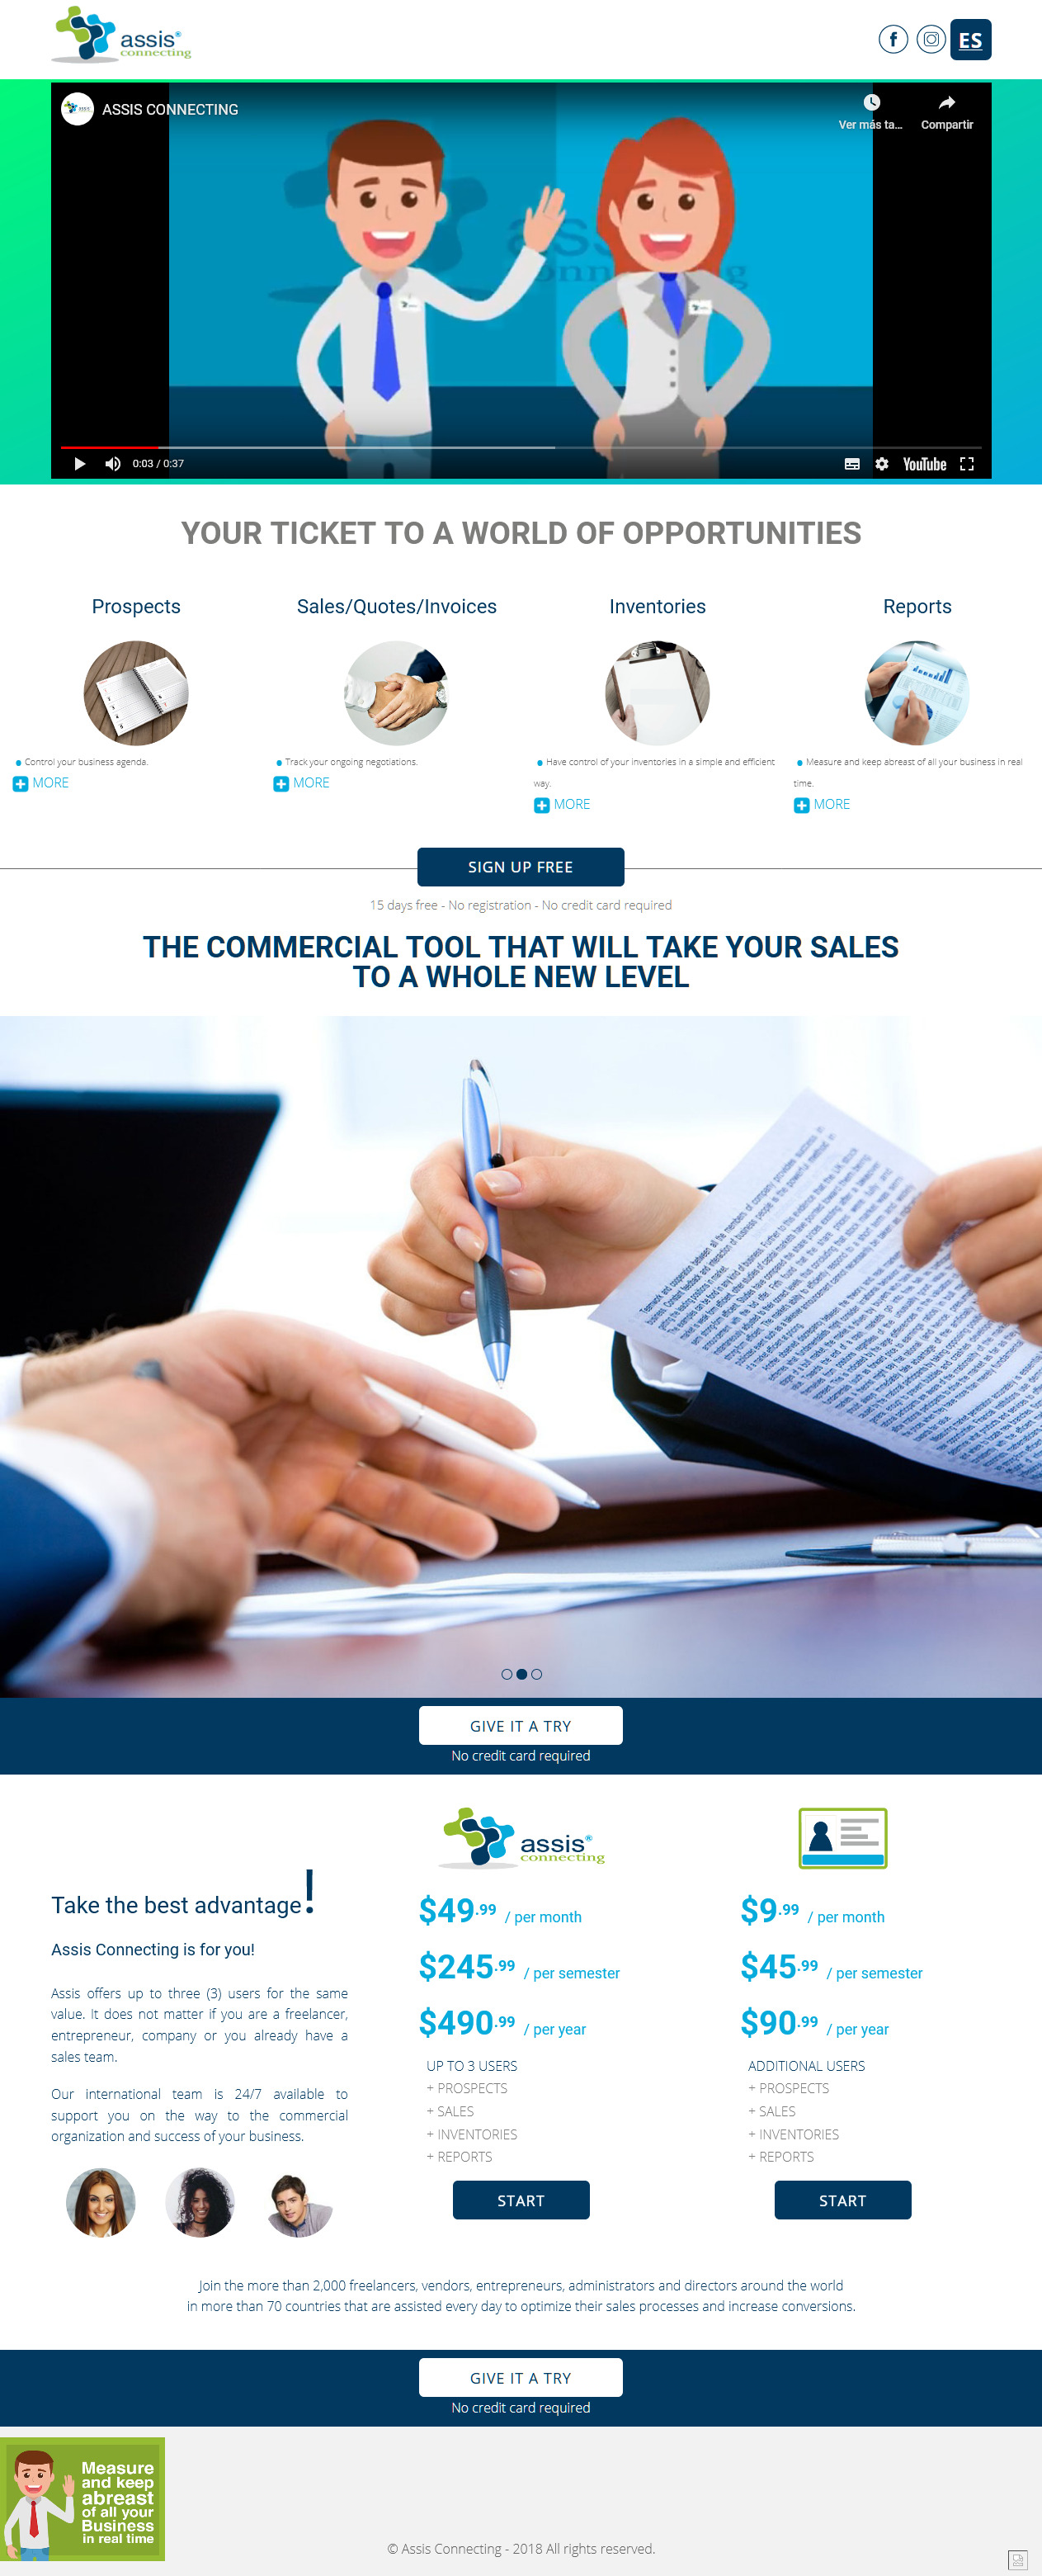 assis®
connecting
ES
ASSIS CONNECTING
Ver más ta...
Compartir
0:03 / 0:37
YouTube
YOUR TICKET TO A WORLD OF OPPORTUNITIES
Prospects
Control your business agenda.
MORE
Sales/Quotes/Invoices
Track your ongoing negotiations.
MORE
Inventories
Have control of your inventories in a simple and efficient
way.
MORE
Reports
Measure and keep abreast of all your business in real
time.
MORE
SIGN UP FREE
15 days free - No registration - No credit card required
THE COMMERCIAL TOOL THAT WILL TAKE YOUR SALES
TO A WHOLE NEW LEVEL
GIVE IT A TRY
No credit card required
Take the best advantage!
Assis Connecting is for you!
Assis offers up to three (3) users for the same
value. It does not matter if you are a freelancer,
entrepreneur, company or you already have a
sales team.
Our international team is 24/7 available to
support you on the way to the commercial
organization and success of your business.
assis®
connecting
$49.99 / per month
$245.99 / per semester
$490.99 / per year
UP TO 3 USERS
+ PROSPECTS
+ SALES
+ INVENTORIES
+ REPORTS
START
$9.99 / per month
$45.99 / per semester
$90.99 / per year
ADDITIONAL USERS
+ PROSPECTS
+ SALES
+ INVENTORIES
+ REPORTS
START
Join the more than 2,000 freelancers, vendors, entrepreneurs, administrators and directors around the world
in more than 70 countries that are assisted every day to optimize their sales processes and increase conversions.
GIVE IT A TRY
No credit card required
Measure
and keep
abreast
of all your
Business
in real time
© Assis Connecting - 2018 All rights reserved.